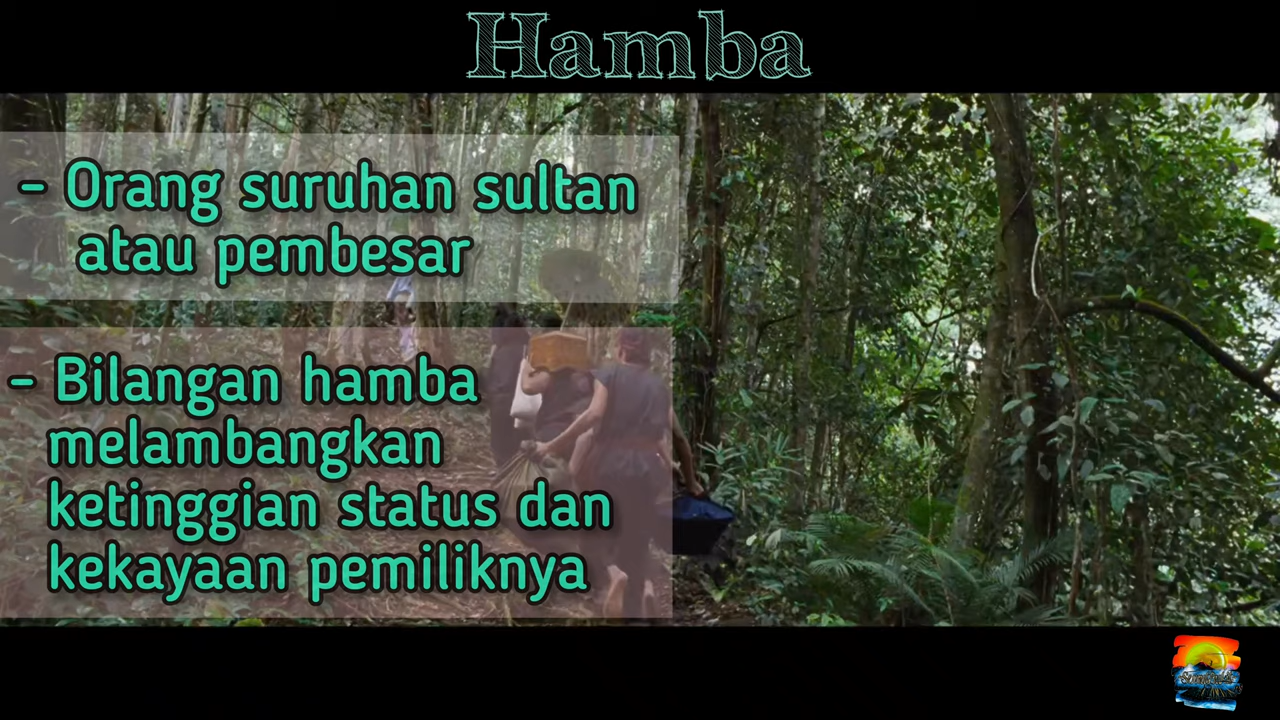 Hamba
- Orang suruhan sultan
atau pembesar
- Bilangan hamba
melambangkan
ketinggian status dan
kekayaan pemiliknya